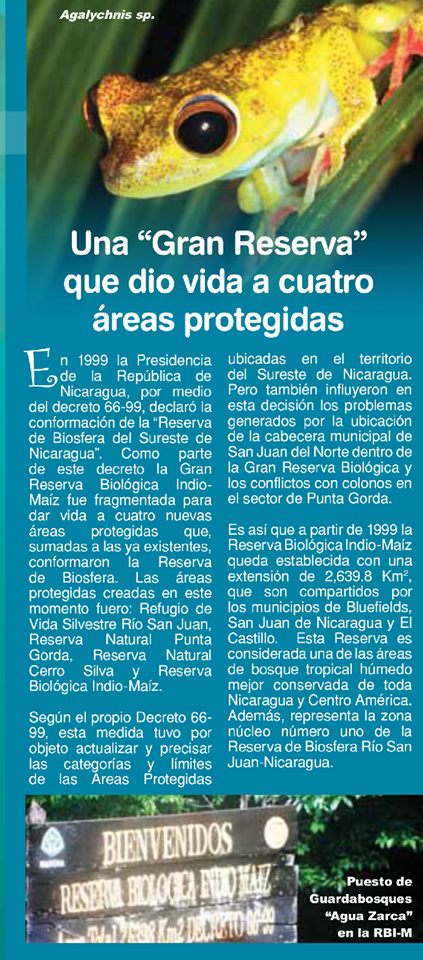 Agalychnis sp.
Una “Gran Reserva”
que dio vida a cuatro
áreas protegidas
En 1999 la Presidencia
de la República de
Nicaragua, por medio
del decreto 66-99, declaró la
conformación de la “Reserva
de Biosfera del Sureste de
Nicaragua”. Como parte
de este decreto la Gran
Reserva Biológica Indio-
Maíz fue fragmentada para
dar vida a cuatro nuevas
áreas protegidas que,
sumadas a las ya existentes,
conformaron la Reserva
de Biosfera. Las áreas
protegidas creadas en este
momento fuero: Refugio de
Vida Silvestre Río San Juan,
Reserva Natural Punta
Gorda, Reserva Natural
Cerro Silva y Reserva
Biológica Indio-Maíz.
Según el propio Decreto 66-
99, esta medida tuvo por
objeto actualizar y precisar
las categorías y límites
de las Áreas Protegidas
ubicadas en el territorio
del Sureste de Nicaragua.
Pero también influyeron en
esta decisión los problemas
generados por la ubicación
de la cabecera municipal de
San Juan del Norte dentro de
la Gran Reserva Biológica y
los conflictos con colonos en
el sector de Punta Gorda.
Es así que a partir de 1999 la
Reserva Biológica Indio-Maíz
queda establecida con una
extensión de 2,639.8 Km²,
que son compartidos por
los municipios de Bluefields,
San Juan de Nicaragua y El
Castillo. Esta Reserva es
considerada una de las áreas
de bosque tropical húmedo
mejor conservada de toda
Nicaragua y Centro América.
Además, representa la zona
núcleo número uno de la
Reserva de Biosfera Río San
Juan-Nicaragua.
BIENVENIDOS
MARENA
RESERVA BIOLOGICA INDIO MAIZ
Km2 DECRETO 66-99
Puesto de
Guardabosques
“Agua Zarca”
en la RBI-M